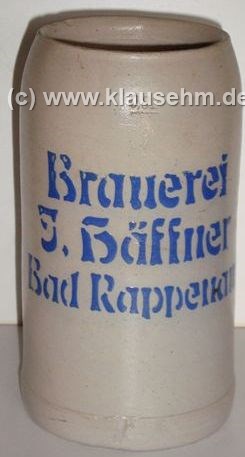 (c) www.klausehm.de
Brauerei
J. Häffner
Bad Rappenau